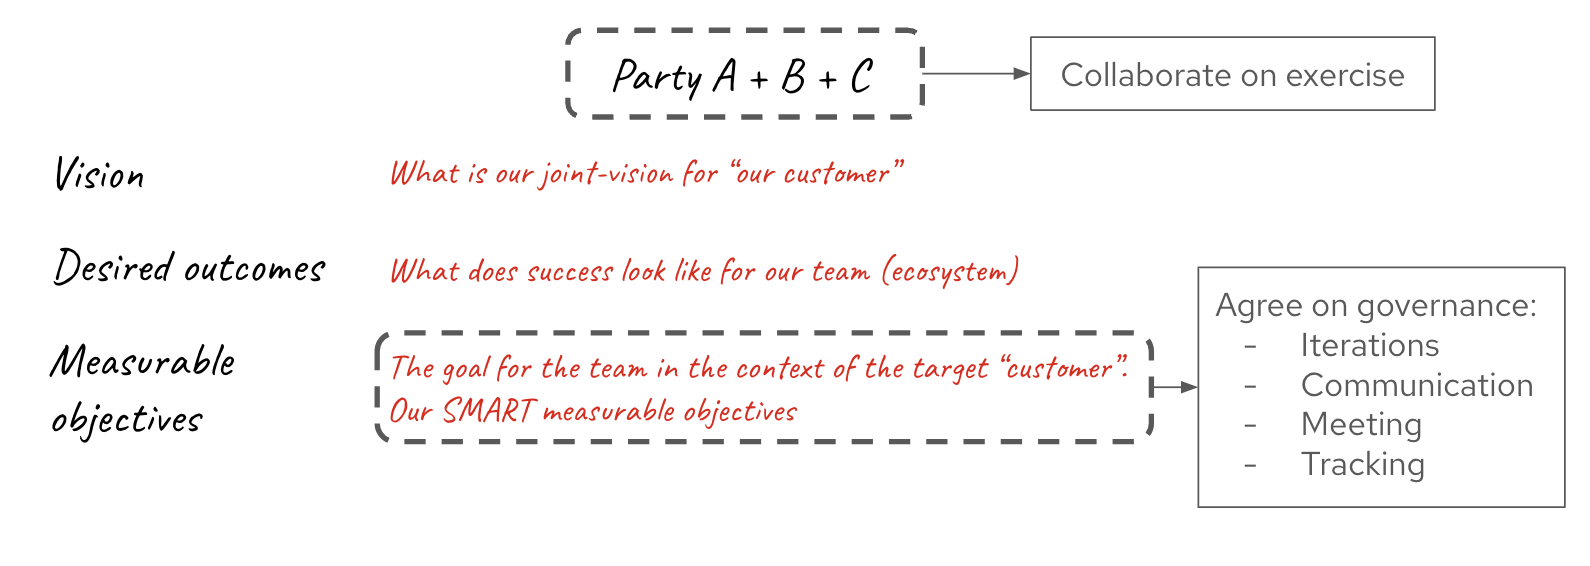 Party A + B + C
Collaborate on exercise
Vision
What is our joint-vision for “our customer”
Desired outcomes
What does success look like for our team (ecosystem)
Measurable
objectives
The goal for the team in the context of the target “customer”.
Our SMART measurable objectives
Agree on governance:
- Iterations
- Communication
- Meeting
- Tracking